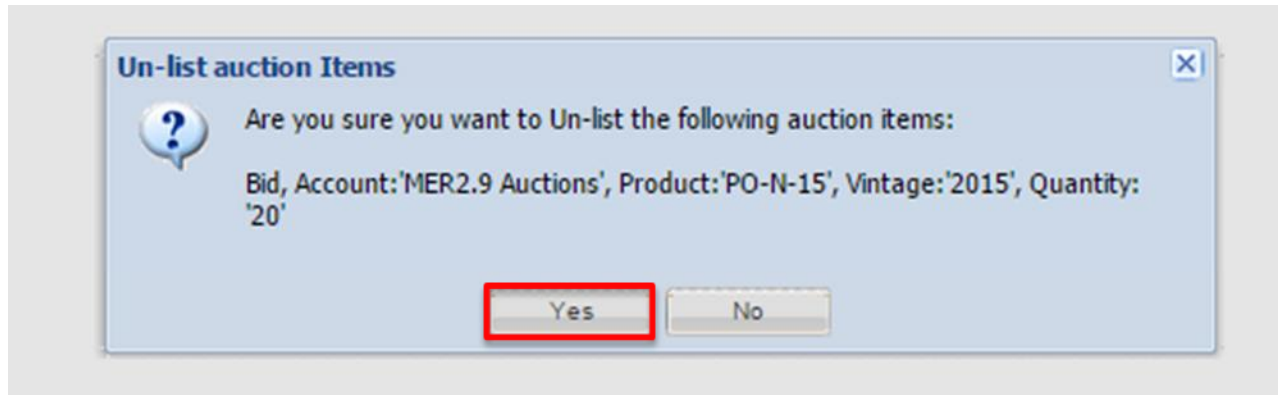 Un-list auction Items
Are you sure you want to Un-list the following auction items:
Bid, Account:'MER2.9 Auctions', Product:'PO-N-15', Vintage:'2015', Quantity:
'20'
Yes No